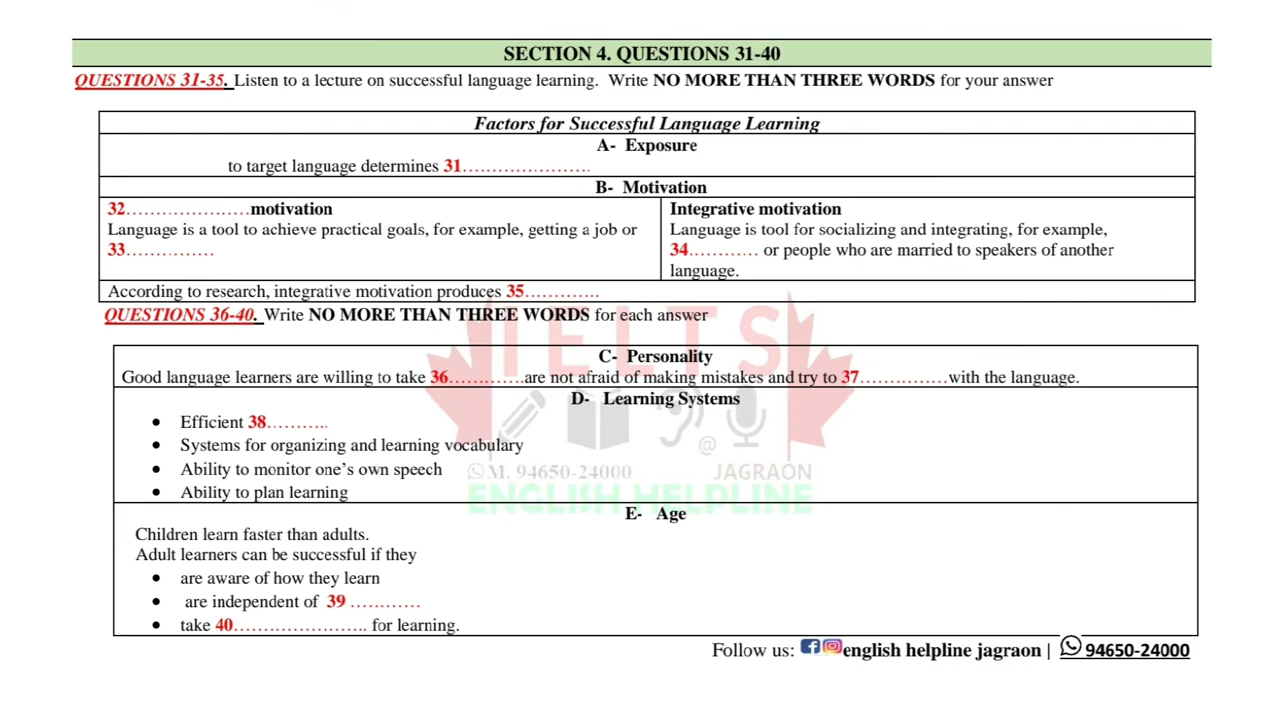 SECTION 4. QUESTIONS 31-40
QUESTIONS 31-35. Listen to a lecture on successful language learning. Write NO MORE THAN THREE WORDS for your answer
Factors for Successful Language Learning
A- Exposure
to target language determines 31………………….
B- Motivation
32…………………motivation
Language is a tool to achieve practical goals, for example, getting a job or
33……………
Integrative motivation
Language is tool for socializing and integrating, for example,
34………… or people who are married to speakers of another
language.
According to research, integrative motivation produces 35………….
QUESTIONS 36-40. Write NO MORE THAN THREE WORDS for each answer
IELTS
C- Personality
Good language learners are willing to take 36………….are not afraid of making mistakes and try to 37……………with the language.
D- Learning Systems
• Efficient 38………..
• Systems for organizing and learning vocabulary
• Ability to monitor one's own speech
• Ability to plan learning
@
M. 94650-24000 JAGRAON
ENGLISH HELPLINE
E- Age
Children learn faster than adults.
Adult learners can be successful if they
• are aware of how they learn
• are independent of 39 …………
• take 40………………….. for learning.
Follow us: english helpline jagraon | 94650-24000